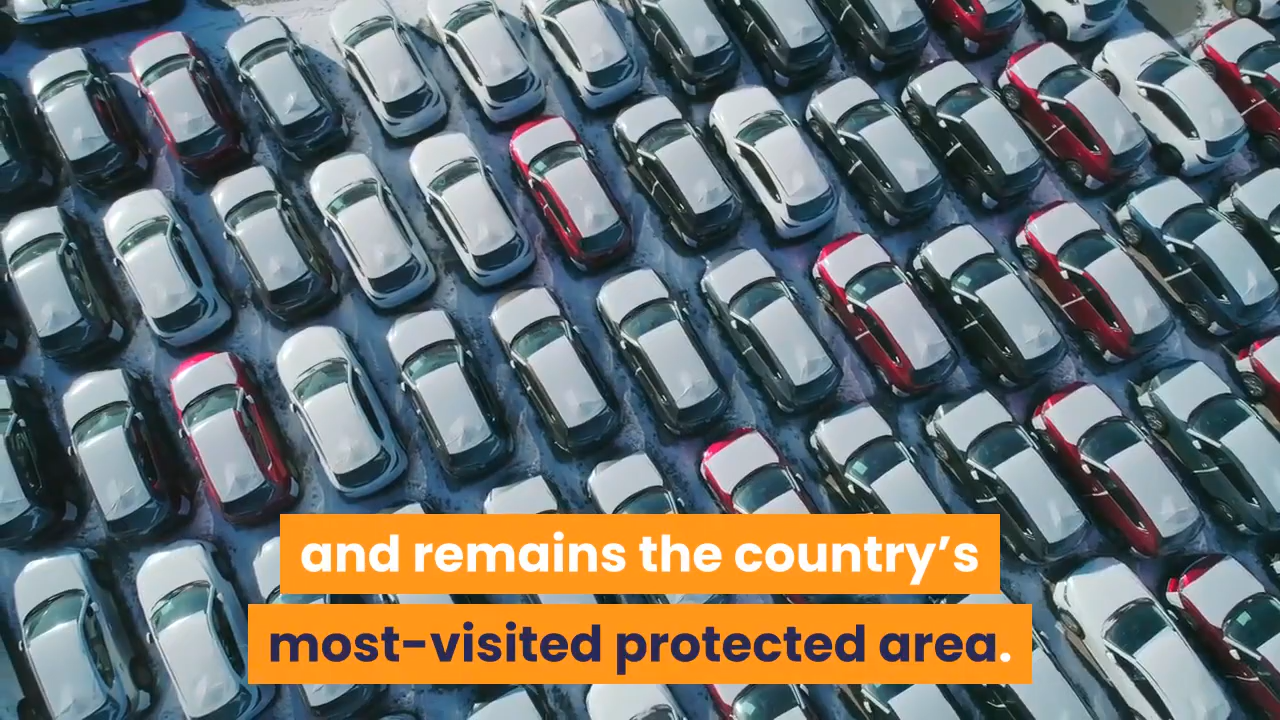 and remains the country’s
most-visited protected area.